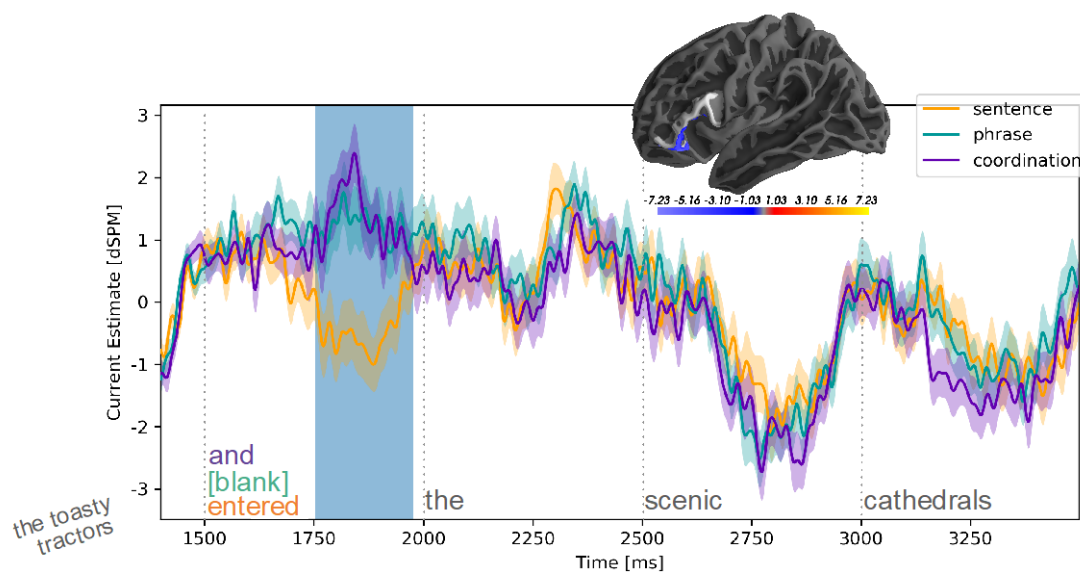 -7.23 -5.16 -3.10 -1.03 1.03 3.10 5.16 7.23
sentence
phrase
coordination
3
2
1
0
-1
-2
-3
Current Estimate [dSPM]
and
[blank]
entered
the
scenic
cathedrals
the toasty
tractors
1500 1750 2000 2250 2500 2750 3000 3250
Time [ms]